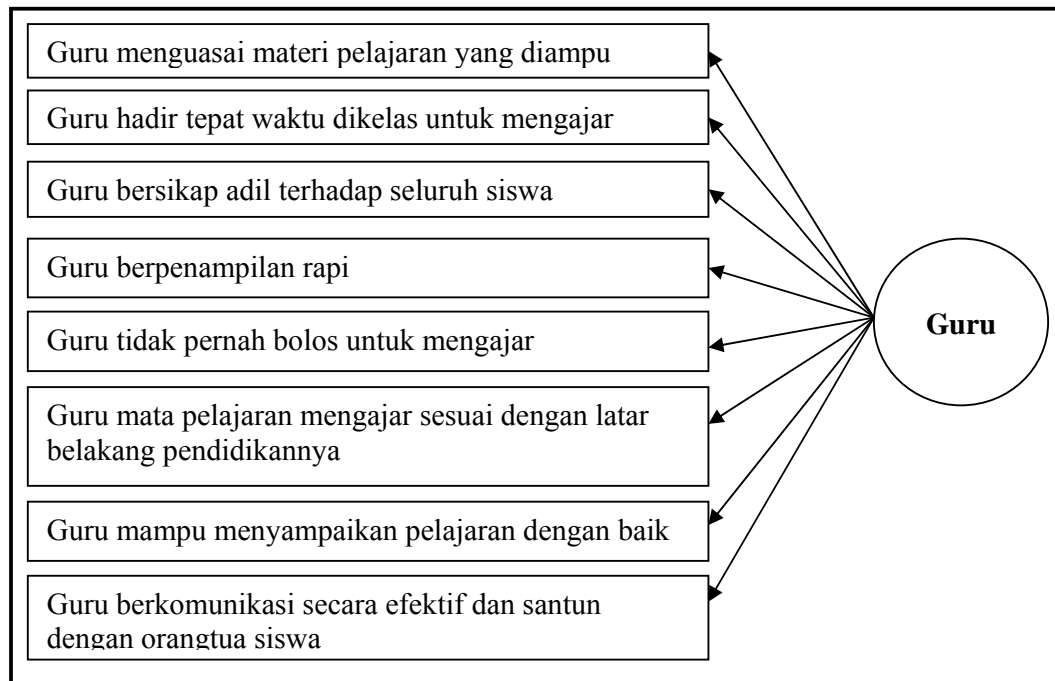 Guru menguasai materi pelajaran yang diampu
Guru hadir tepat waktu dikelas untuk mengajar
Guru bersikap adil terhadap seluruh siswa
Guru berpenampilan rapi
Guru
Guru tidak pernah bolos untuk mengajar
Guru mata pelajaran mengajar sesuai dengan latar
belakang pendidikannya
Guru mampu menyampaikan pelajaran dengan baik
Guru berkomunikasi secara efektif dan santun
dengan orangtua siswa